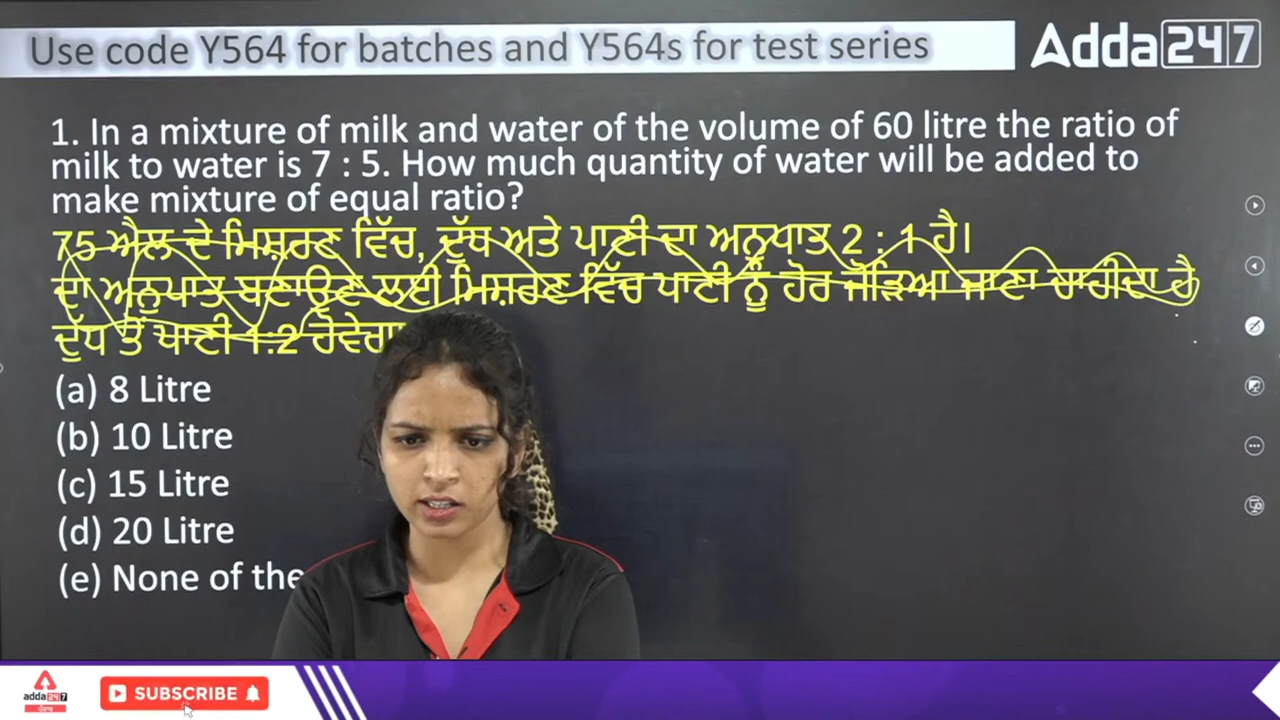 Use code Y564 for batches and Y564s for test series
Adda247
1. In a mixture of milk and water of the volume of 60 litre the ratio of
milk to water is 7 : 5. How much quantity of water will be added to
make mixture of equal ratio?
75 ਐਲ ਦੇ ਮਿਸ਼ਰਣ ਵਿੱਚ, ਦੁੱਧ ਅਤੇ ਪਾਣੀ ਦਾ ਅਨੁਪਾਤ 2 : 1 ਹੈ।
ਦਾ ਅਨੁਪਾਤ ਬਣਾਉਣ ਲਈ ਮਿਸ਼ਰਣ ਵਿੱਚ ਪਾਣੀ ਨੂੰ ਹੋਰ ਜੋੜਿਆ ਜਾਣਾ ਚਾਹੀਦਾ ਹੈ
ਦੁੱਧ ਤੋਂ ਪਾਣੀ 1:2 ਹੋਵੇਗਾ
(a) 8 Litre
(b) 10 Litre
(c) 15 Litre
(d) 20 Litre
(e) None of the
adda247
ਪੰਜਾਬ
SUBSCRIBE